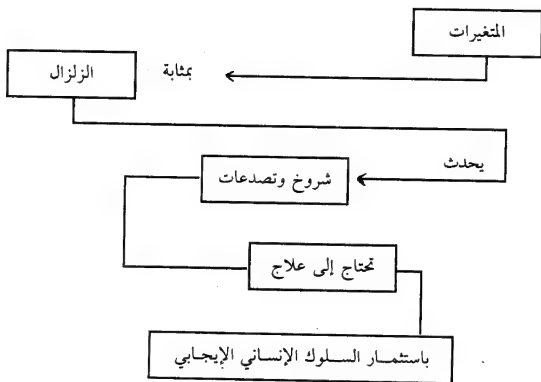 المتغيرات
بمثابة
الزلزال
يحدث
شروخ وتصدعات
تحتاج إلى علاج
باستثمار السلوك الإنساني الإيجابي